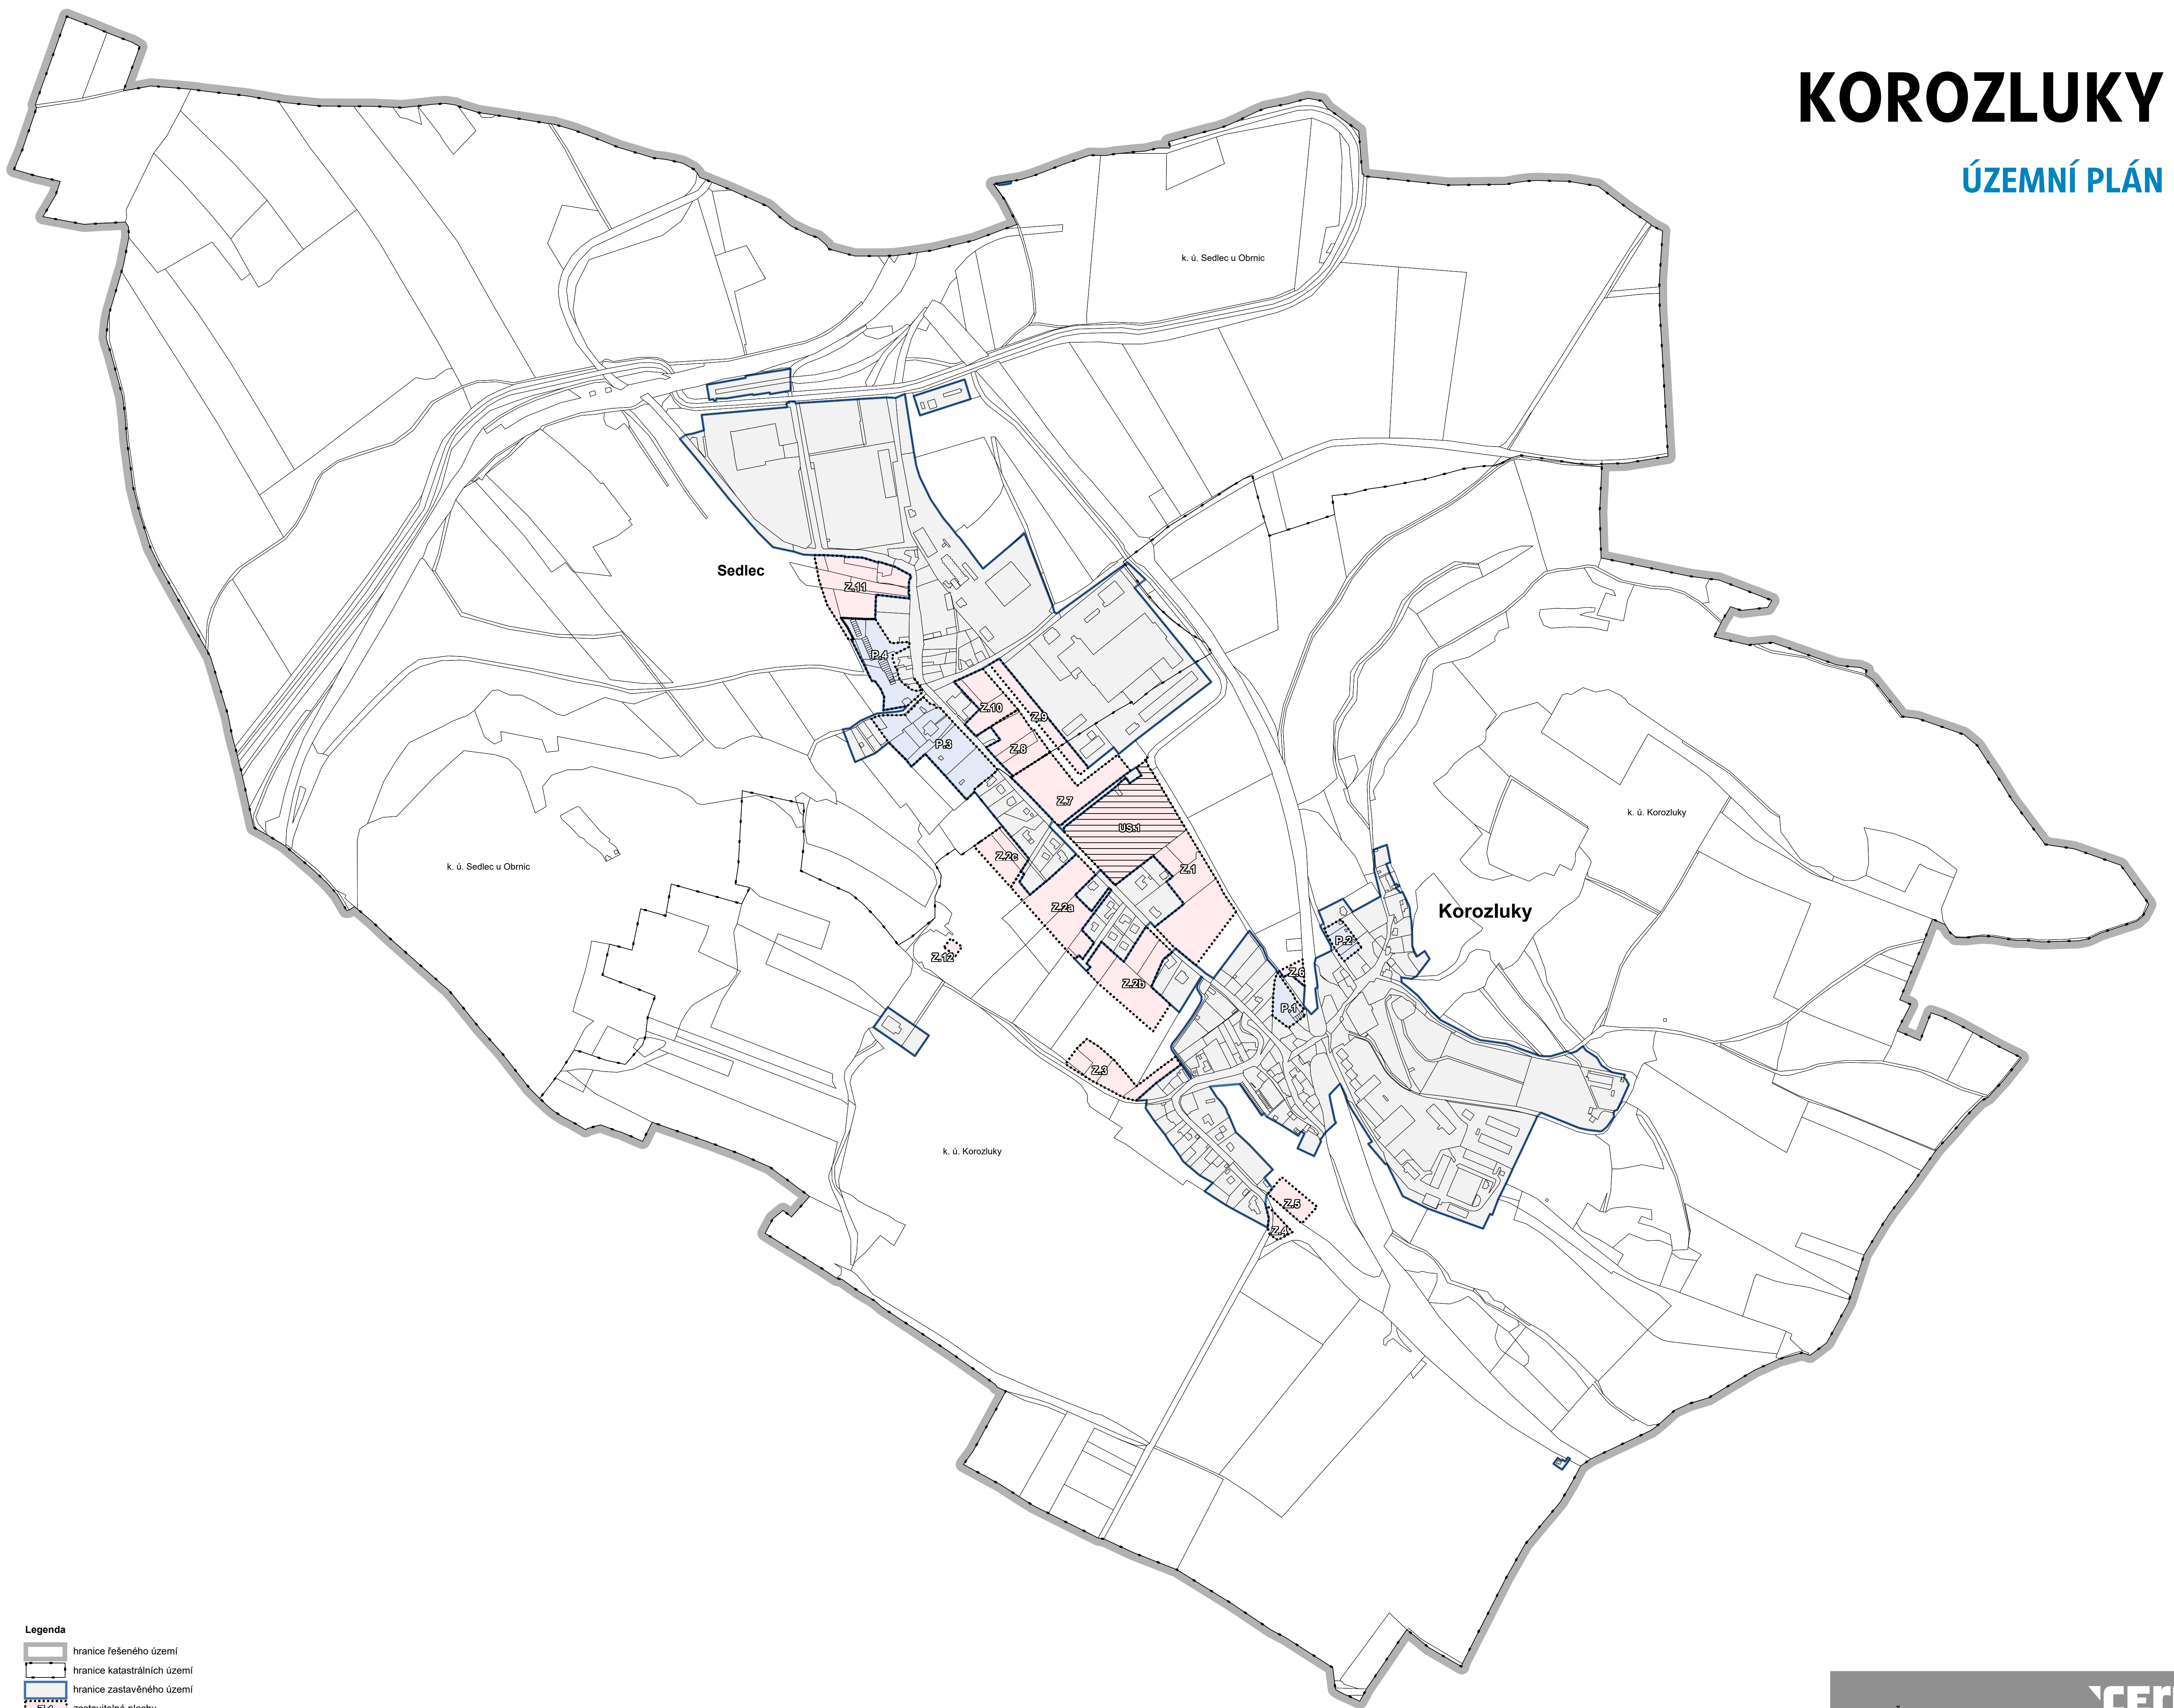 KOROZLUKY
ÚZEMNÍ PLÁN
k. ú. Sedlec u Obrnic
Sedlec
Z.11
P.4
Z.10
Z.9
P.3
Z.8
Z.7
k. ú. Korozluky
US.1
Z.2c
k. ú. Sedlec u Obrnic
Z.1
Z.2a
Korozluky
P.2
Z.12
Z.6
Z.2b
P.1
Z.3
k. ú. Korozluky
Z.5
Z.4
Legenda
hranice řešeného území
hranice katastrálních území
hranice zastavěného území